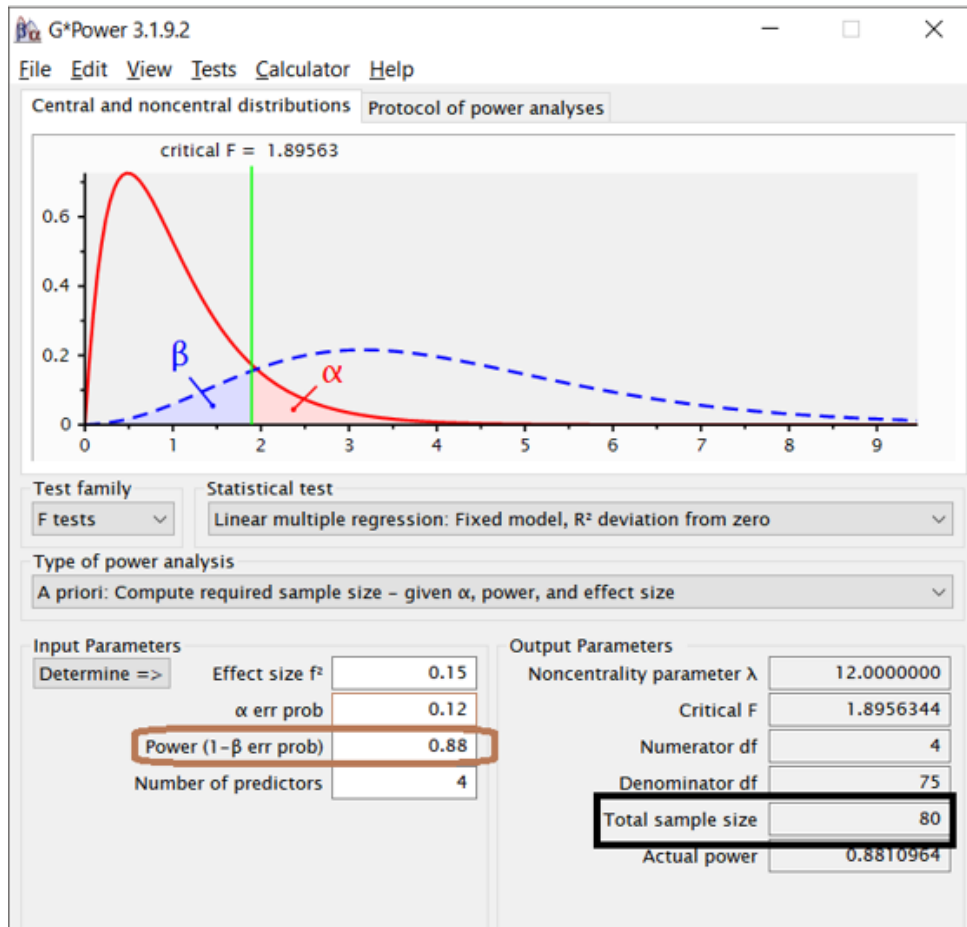 G*Power 3.1.9.2
File Edit View Tests Calculator Help
Central and noncentral distributions Protocol of power analyses
critical F = 1.89563
0.6
0.4
0.2
0
β
α
0 1 2 3 4 5 6 7 8 9
Test family Statistical test
F tests Linear multiple regression: Fixed model, R² deviation from zero
Type of power analysis
A priori: Compute required sample size – given α, power, and effect size
Input Parameters
Determine => Effect size f² 0.15
α err prob 0.12
Power (1-β err prob) 0.88
Number of predictors 4
Output Parameters
Noncentrality parameter λ 12.0000000
Critical F 1.8956344
Numerator df 4
Denominator df 75
Total sample size 80
Actual power 0.8810964